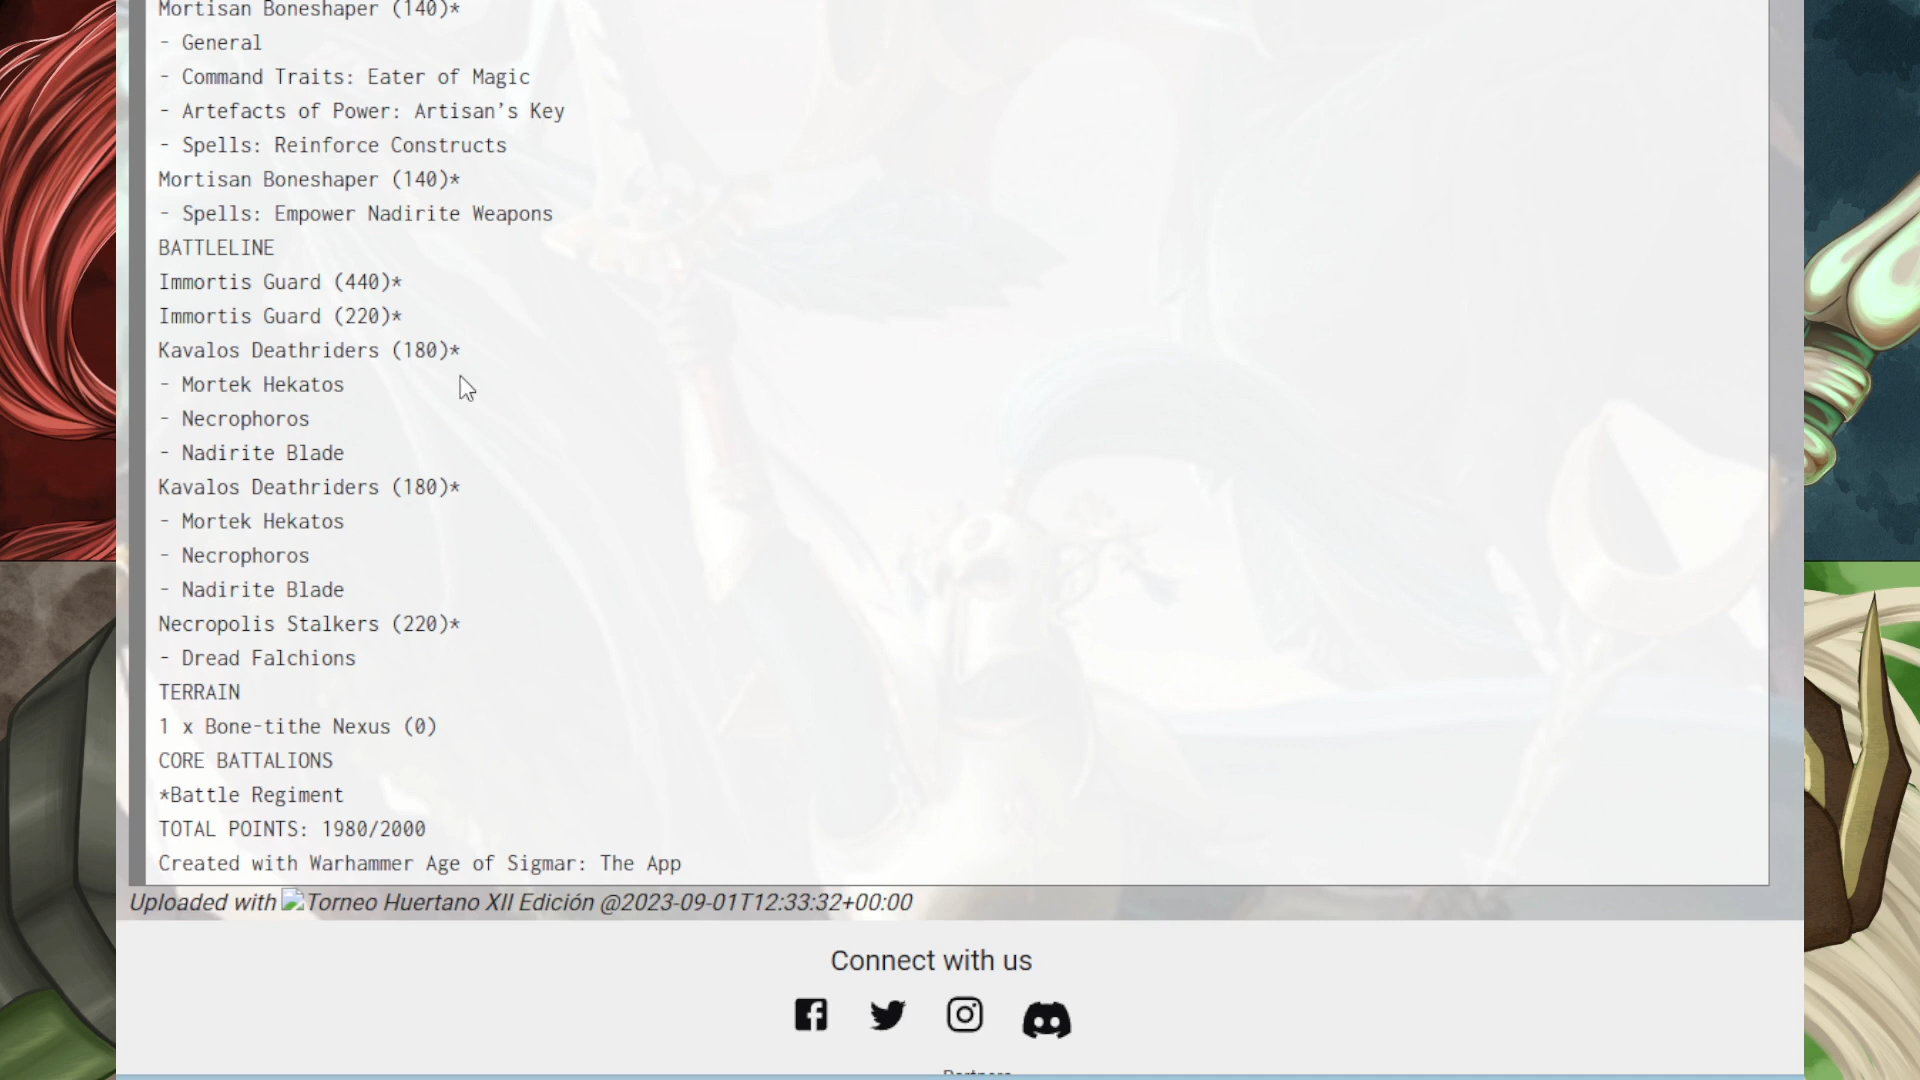 Mortisan Boneshaper (140)*
- General
- Command Traits: Eater of Magic
- Artefacts of Power: Artisan's Key
- Spells: Reinforce Constructs
Mortisan Boneshaper (140)*
- Spells: Empower Nadirite Weapons
BATTLELINE
Immortis Guard (440)*
Immortis Guard (220)*
Kavalos Deathriders (180)*
- Mortek Hekatos
- Necrophoros
- Nadirite Blade
Kavalos Deathriders (180)*
- Mortek Hekatos
- Necrophoros
- Nadirite Blade
Necropolis Stalkers (220)*
- Dread Falchions
TERRAIN
1 x Bone-tithe Nexus (0)
CORE BATTALIONS
*Battle Regiment
TOTAL POINTS: 1980/2000
Created with Warhammer Age of Sigmar: The App
Uploaded with Torneo Huertano XII Edición @2023-09-01T12:33:32+00:00
Connect with us